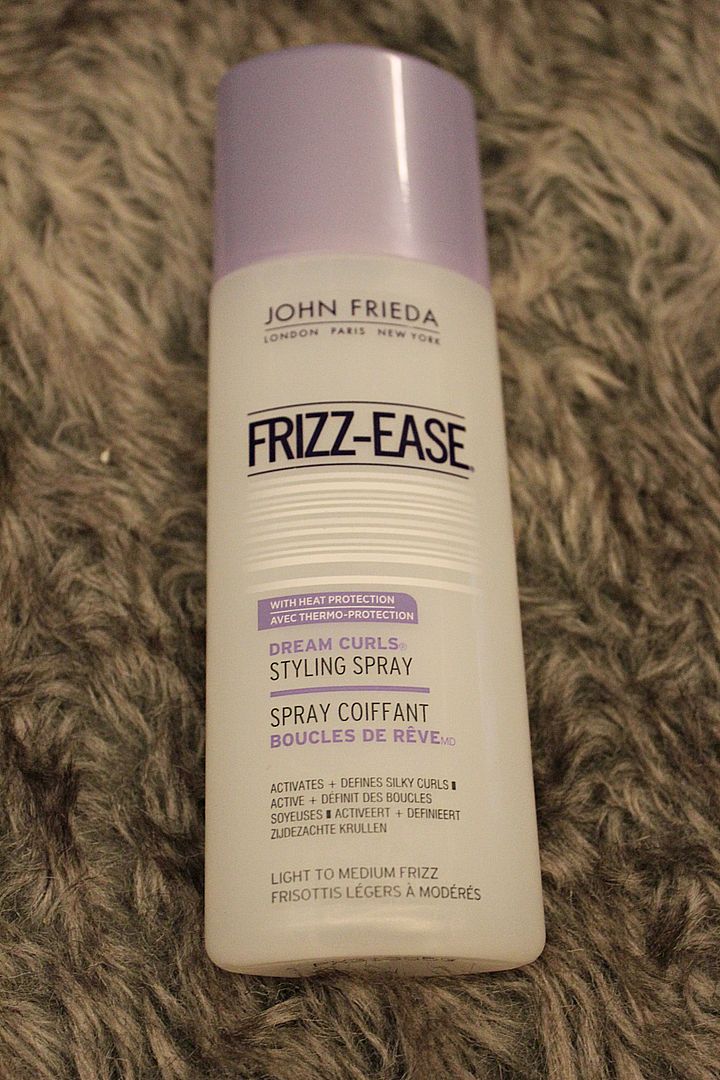 JOHN FRIEDA
LONDON PARIS NEW YORK
FRIZZ-EASE®
WITH HEAT PROTECTION
AVEC THERMO-PROTECTION
DREAM CURLS®
STYLING SPRAY
SPRAY COIFFANT
BOUCLES DE RÊVE MD
ACTIVATES + DEFINES SILKY CURLS ▮
ACTIVE + DÉFINIT DES BOUCLES
SOYEUSES ▮ ACTIVEERT + DEFINIEERT
ZIJDEZACHTE KRULLEN
LIGHT TO MEDIUM FRIZZ
FRISOTTIS LÉGERS À MODÉRÉS